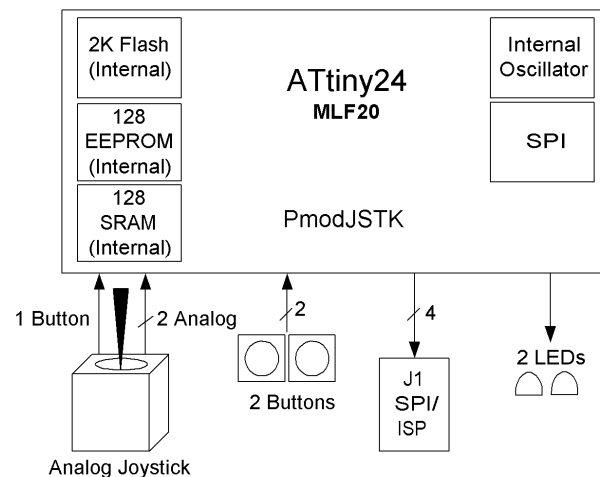 2K Flash
(Internal)
ATtiny24
MLF20
Internal
Oscillator
128
EEPROM
(Internal)
SPI
128
SRAM
(Internal)
PmodJSTK
1 Button
2 Analog
2
4
2 Buttons
J1
SPI/
ISP
2 LEDs
Analog Joystick